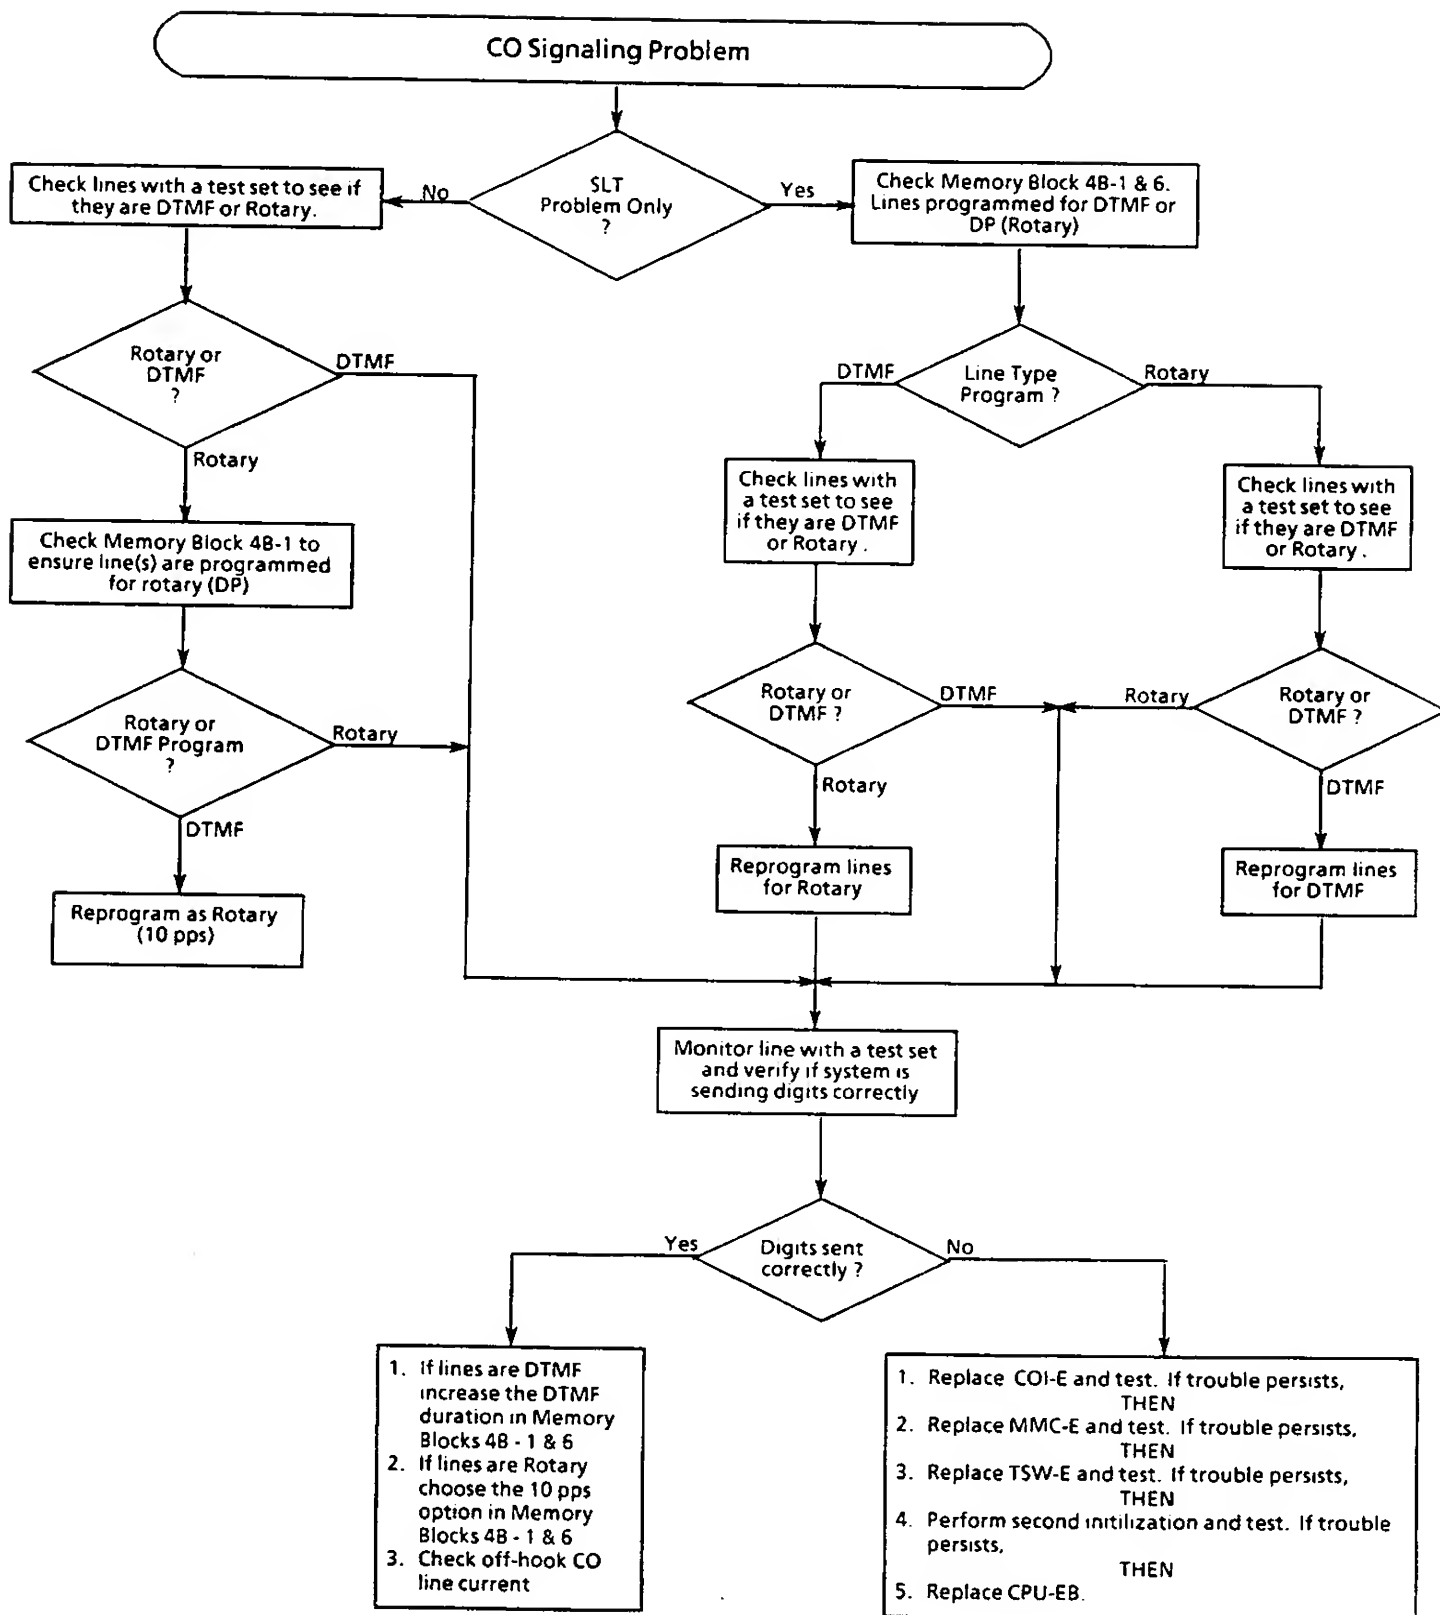 CO Signaling Problem
SLT
Problem Only
?
No
Yes
Check lines with a test set to see if
they are DTMF or Rotary.
Check Memory Block 4B-1 & 6.
Lines programmed for DTMF or
DP (Rotary)
Rotary or
DTMF
?
DTMF
Rotary
Line Type
Program ?
DTMF
Rotary
Check Memory Block 4B-1 to
ensure line(s) are programmed
for rotary (DP)
Check lines with
a test set to see
if they are DTMF
or Rotary .
Check lines with
a test set to see
if they are DTMF
or Rotary .
Rotary or
DTMF Program
?
Rotary
DTMF
Rotary or
DTMF ?
DTMF
Rotary
Rotary or
DTMF ?
Rotary
DTMF
Reprogram as Rotary
(10 pps)
Reprogram lines
for Rotary
Reprogram lines
for DTMF
Monitor line with a test set
and verify if system is
sending digits correctly
Digits sent
correctly ?
Yes
No
1. If lines are DTMF
increase the DTMF
duration in Memory
Blocks 4B - 1 & 6
2. If lines are Rotary
choose the 10 pps
option in Memory
Blocks 4B - 1 & 6
3. Check off-hook CO
line current
1. Replace COI-E and test. If trouble persists,
THEN
2. Replace MMC-E and test. If trouble persists,
THEN
3. Replace TSW-E and test. If trouble persists,
THEN
4. Perform second initilization and test. If trouble
persists,
THEN
5. Replace CPU-EB.